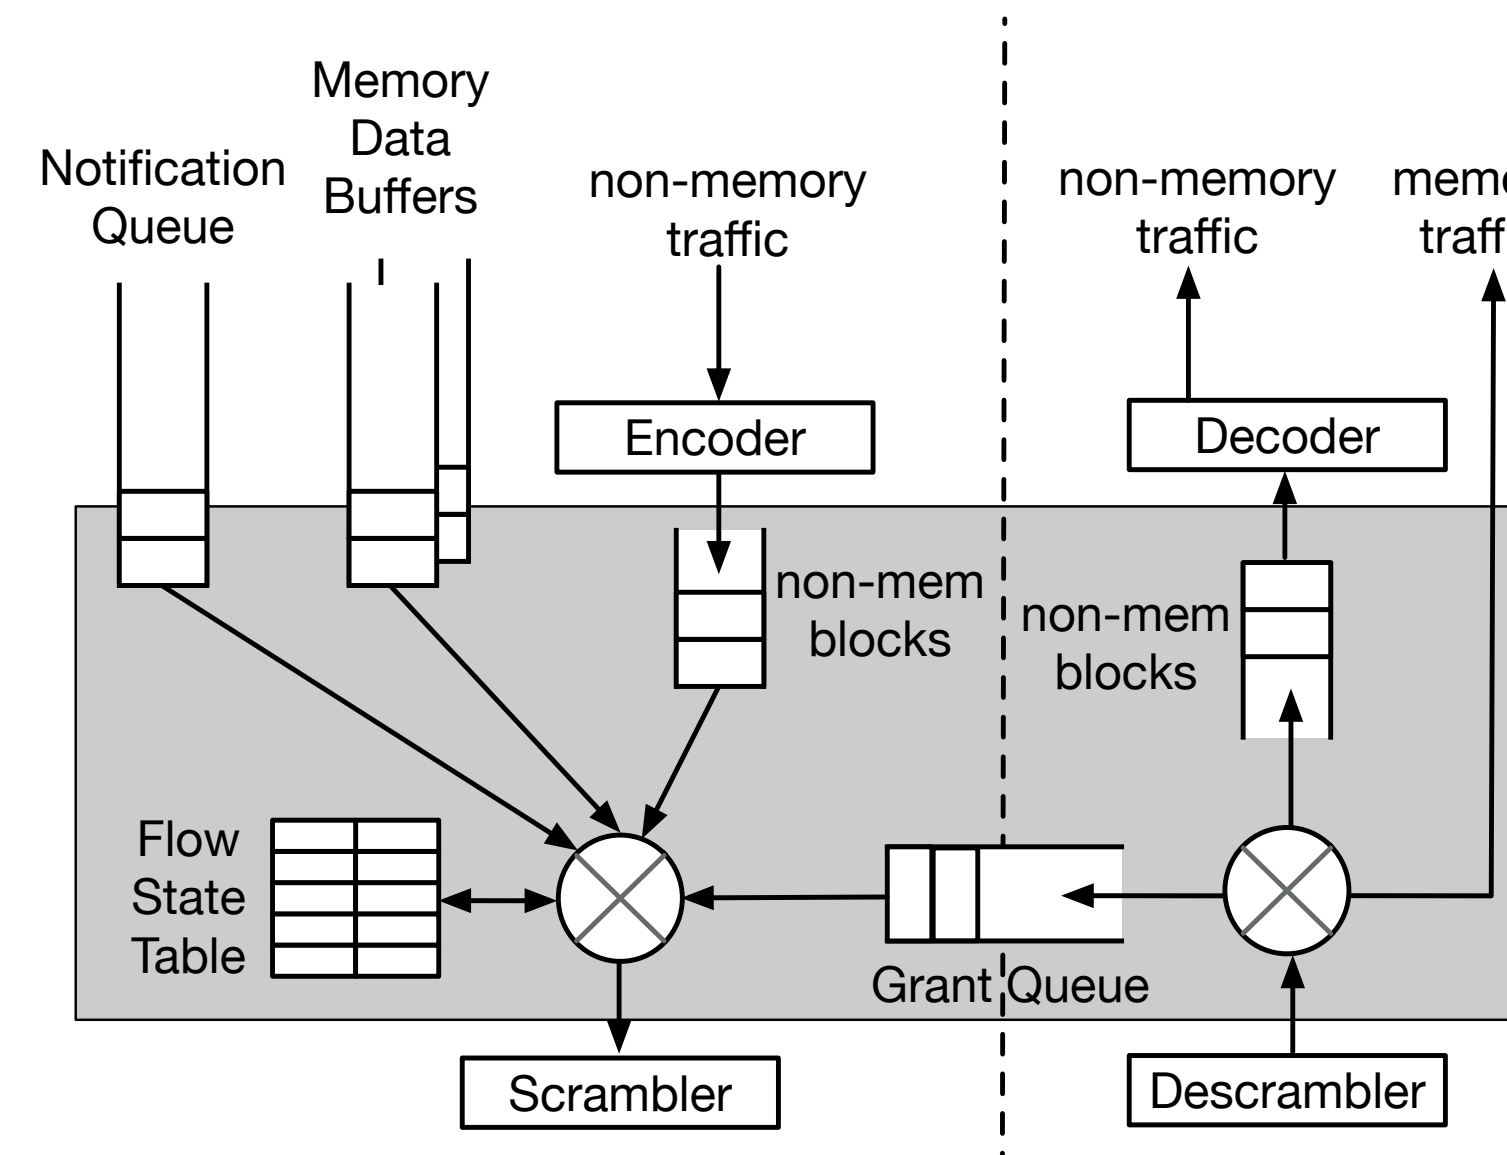 Memory
Data
Buffers
Notification
Queue
non-memory
traffic
non-memory
traffic
Encoder
Decoder
non-mem
blocks
non-mem
blocks
Flow
State
Table
Grant Queue
Scrambler
Descrambler